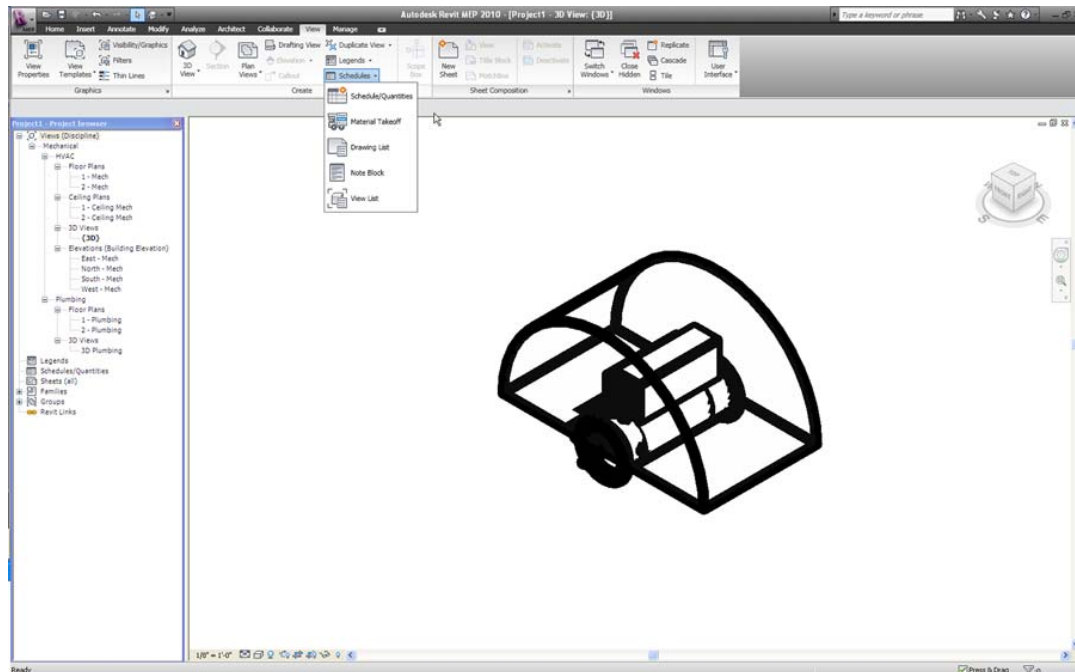 Autodesk Revit MEP 2010 - [Project1 - 3D View: {3D}]
Type a keyword or phrase
Home Insert Annotate Modify Analyze Architect Collaborate View Manage
View Properties
View Templates
Visibility/Graphics
Filters
Thin Lines
3D View
Section
Plan Views
Drafting View
Elevation
Callout
Duplicate View
Legends
Schedules
Scope Box
New Sheet
View
Title Block
Matchline
Activate
Deactivate
Switch Windows
Close Hidden
Replicate
Cascade
Tile
User Interface
Graphics
Create
Sheet Composition
Windows
Schedule/Quantities
Material Takeoff
Drawing List
Note Block
View List
Project1 - Project browser
Views (Discipline)
Mechanical
HVAC
Floor Plans
1 - Mech
2 - Mech
Ceiling Plans
1 - Ceiling Mech
2 - Ceiling Mech
3D Views
{3D}
Elevations (Building Elevation)
East - Mech
North - Mech
South - Mech
West - Mech
Plumbing
Floor Plans
1 - Plumbing
2 - Plumbing
3D Views
3D Plumbing
Legends
Schedules/Quantities
Sheets (all)
Families
Groups
Revit Links
TOP
FRONT
RIGHT
S
E
1/8" = 1'-0"
Ready
Press & Drag
:0